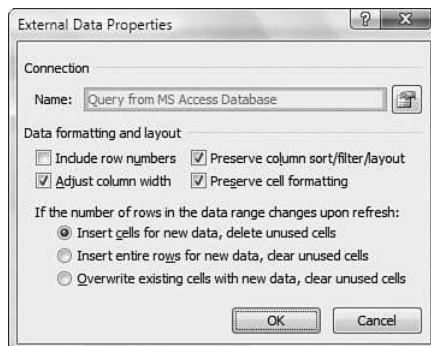 External Data Properties
Connection
Name: Query from MS Access Database
Data formatting and layout
Include row numbers Preserve column sort/filter/layout
Adjust column width Preserve cell formatting
If the number of rows in the data range changes upon refresh:
Insert cells for new data, delete unused cells
Insert entire rows for new data, clear unused cells
Overwrite existing cells with new data, clear unused cells
OK Cancel